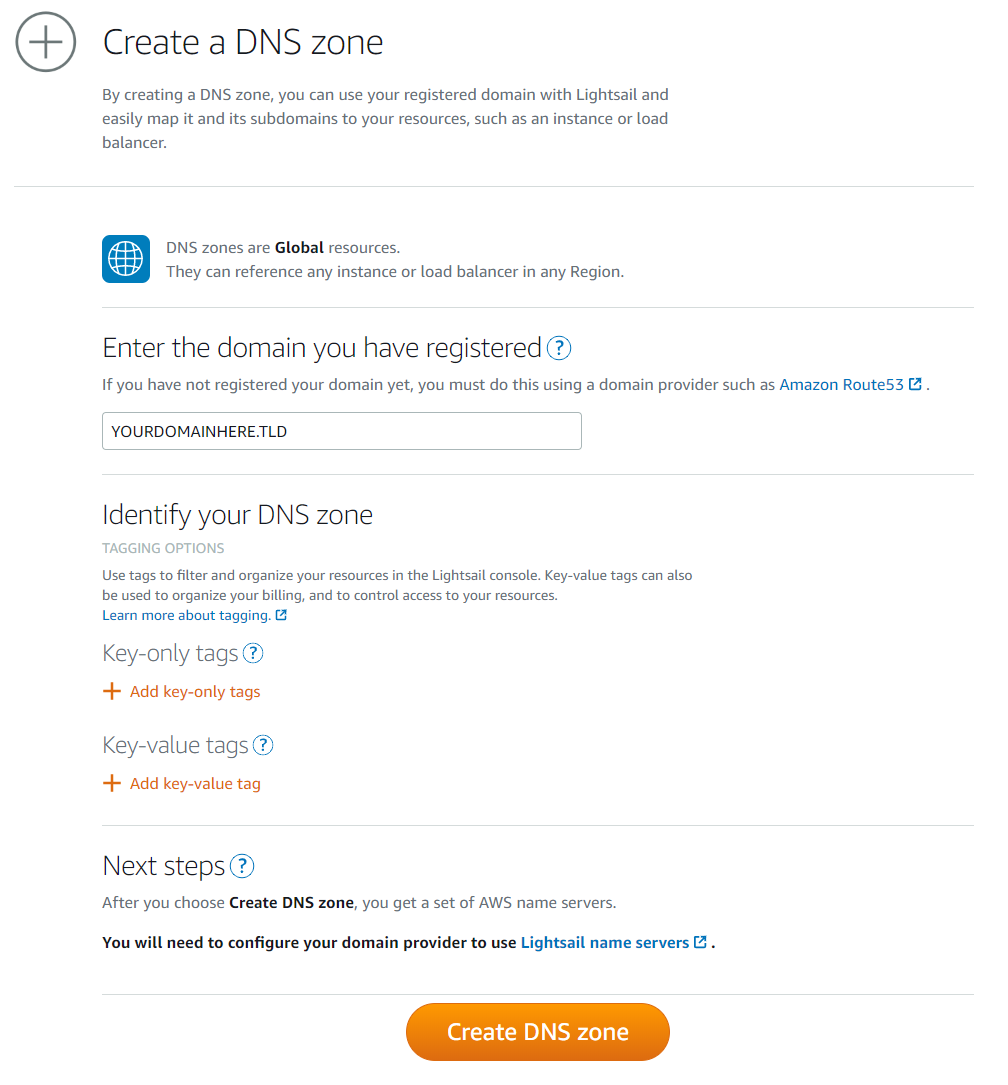 Create a DNS zone
By creating a DNS zone, you can use your registered domain with Lightsail and
easily map it and its subdomains to your resources, such as an instance or load
balancer.
DNS zones are Global resources.
They can reference any instance or load balancer in any Region.
Enter the domain you have registered ?
If you have not registered your domain yet, you must do this using a domain provider such as Amazon Route53 .
YOURDOMAINHERE.TLD
Identify your DNS zone
TAGGING OPTIONS
Use tags to filter and organize your resources in the Lightsail console. Key-value tags can also
be used to organize your billing, and to control access to your resources.
Learn more about tagging.
Key-only tags ?
Add key-only tags
Key-value tags ?
Add key-value tag
Next steps ?
After you choose Create DNS zone, you get a set of AWS name servers.
You will need to configure your domain provider to use Lightsail name servers .
Create DNS zone